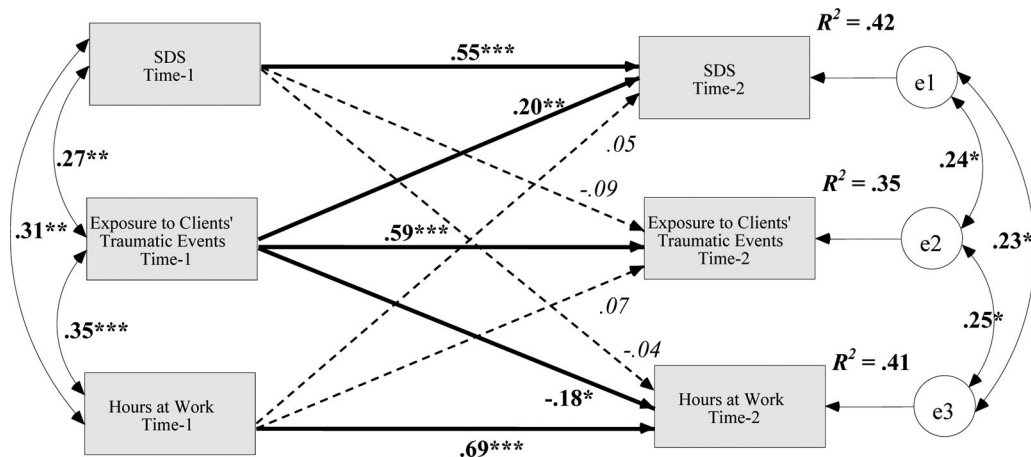 R² = .42
SDS
Time-1
.55***
SDS
Time-2
e1
.20**
.05
.27**
-.09
.24*
R² = .35
Exposure to Clients'
Traumatic Events
Time-1
.59***
Exposure to Clients'
Traumatic Events
Time-2
e2
.31**
.23*
.07
.35***
.25*
-.04
R² = .41
Hours at Work
Time-1
-.18*
Hours at Work
Time-2
e3
.69***